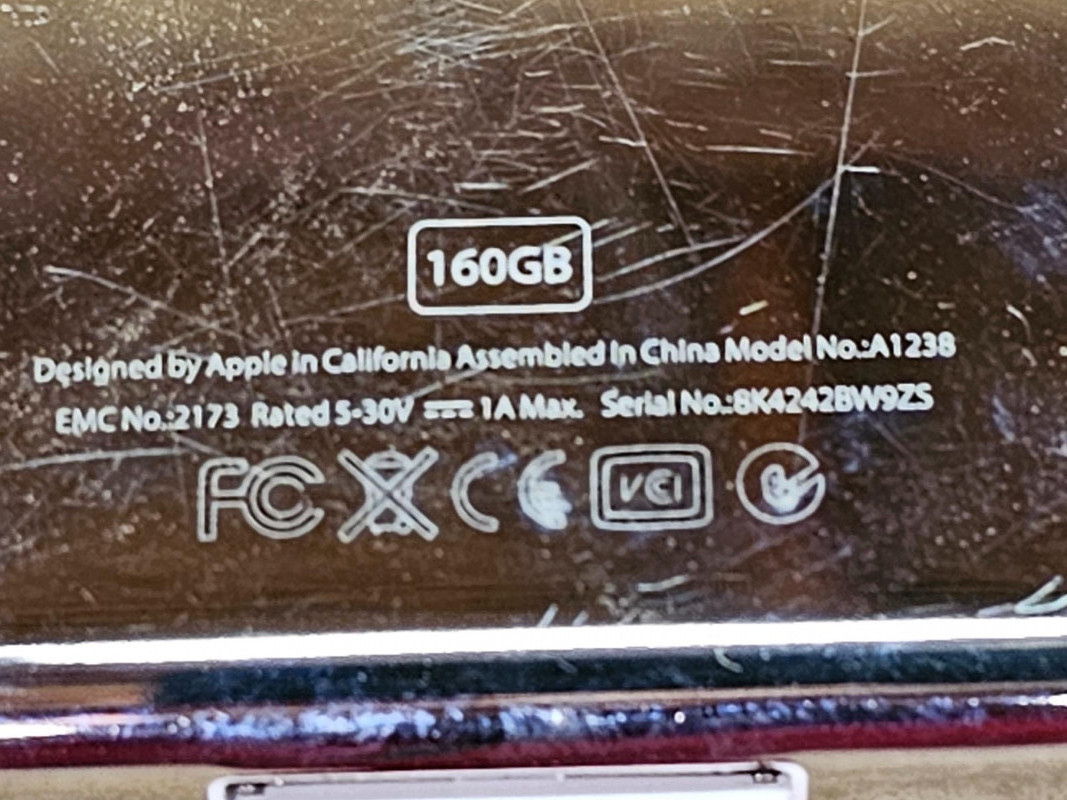 160GB
Designed by Apple in California Assembled in China Model No.:A1238
EMC No.:2173 Rated 5-30V 1A Max. Serial No.:8K4242BW9ZS
FC CE VCI